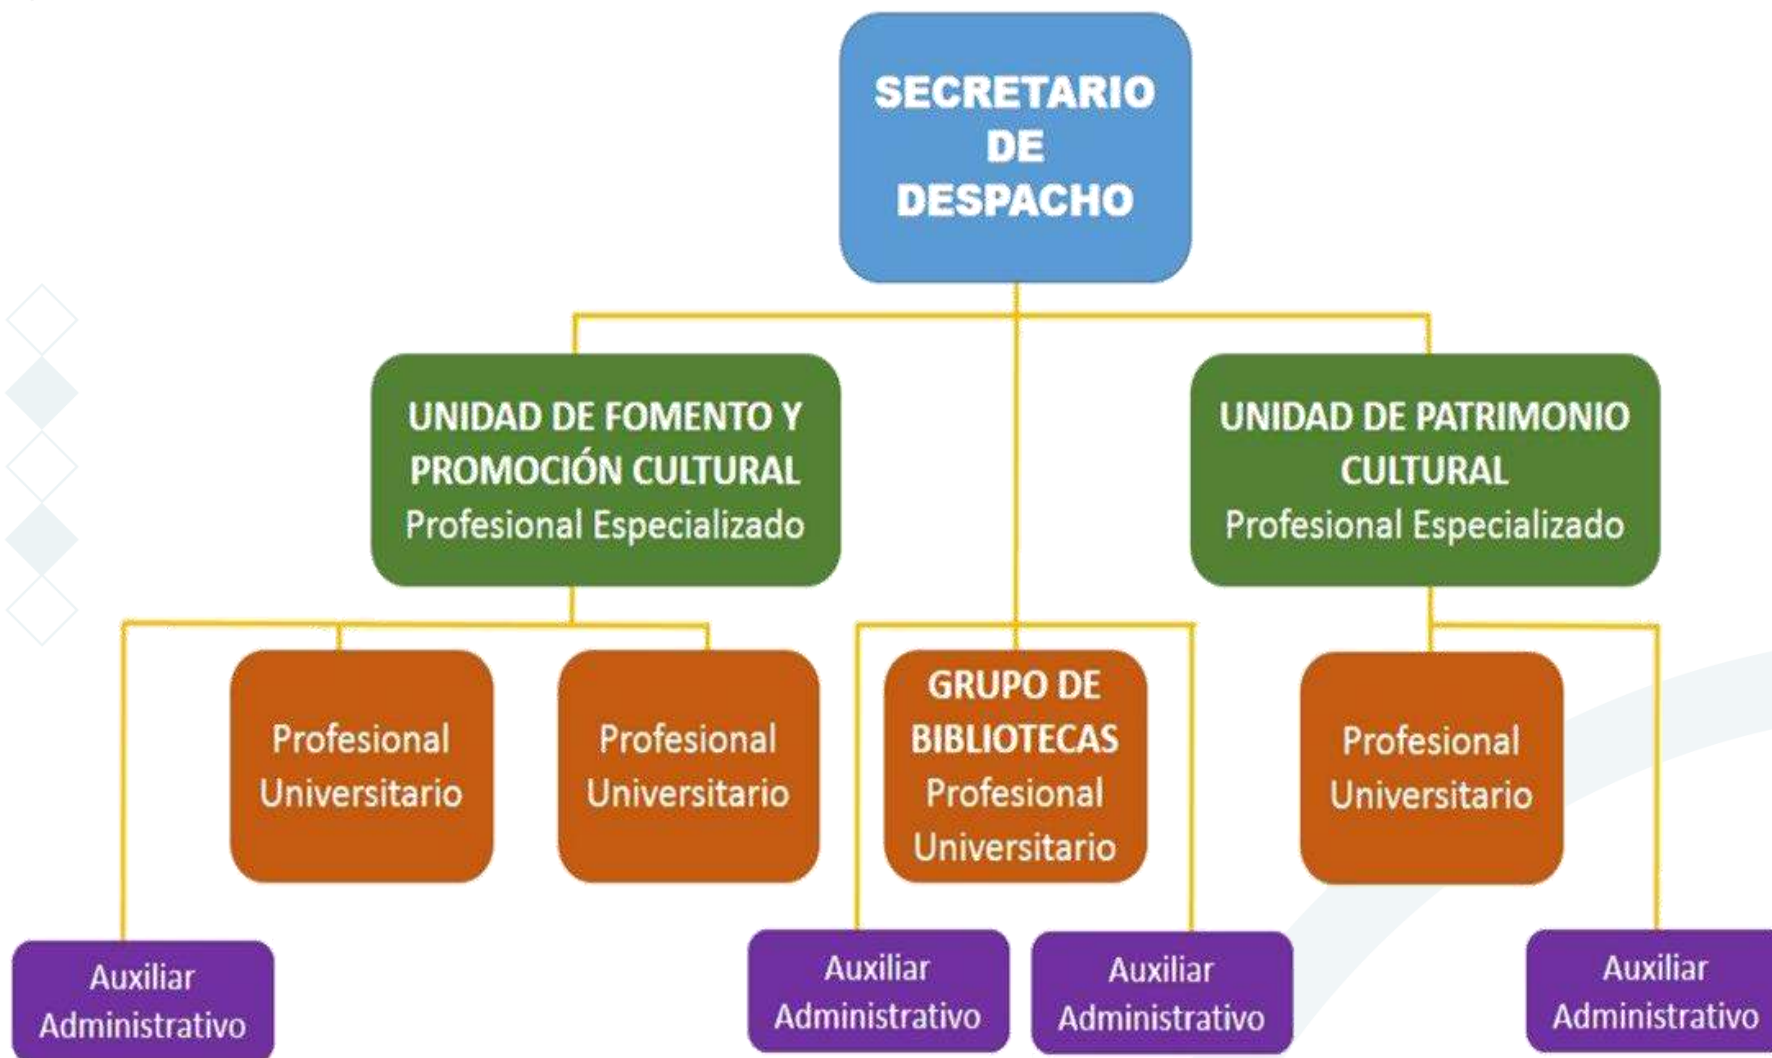 SECRETARIO
DE
DESPACHO
UNIDAD DE FOMENTO Y
PROMOCIÓN CULTURAL
Profesional Especializado
UNIDAD DE PATRIMONIO
CULTURAL
Profesional Especializado
Profesional
Universitario
Profesional
Universitario
GRUPO DE
BIBLIOTECAS
Profesional
Universitario
Profesional
Universitario
Auxiliar
Administrativo
Auxiliar
Administrativo
Auxiliar
Administrativo
Auxiliar
Administrativo